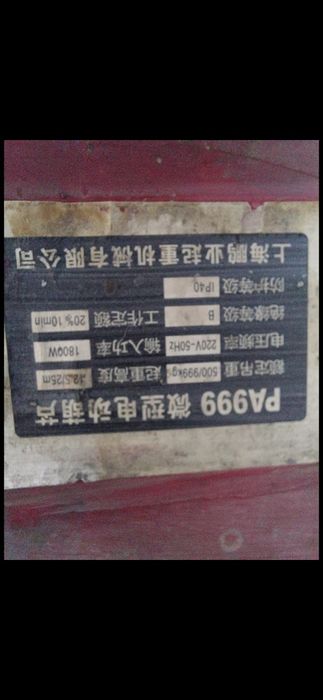 PA999 微型电动葫芦
额定吊重 500/999kg 起重高度 12.5/25m
电压频率 220V-50Hz 输入功率 1800W
绝缘等级 B 工作定额 20%10min
防护等级 IP40
上海鹏业起重机械有限公司